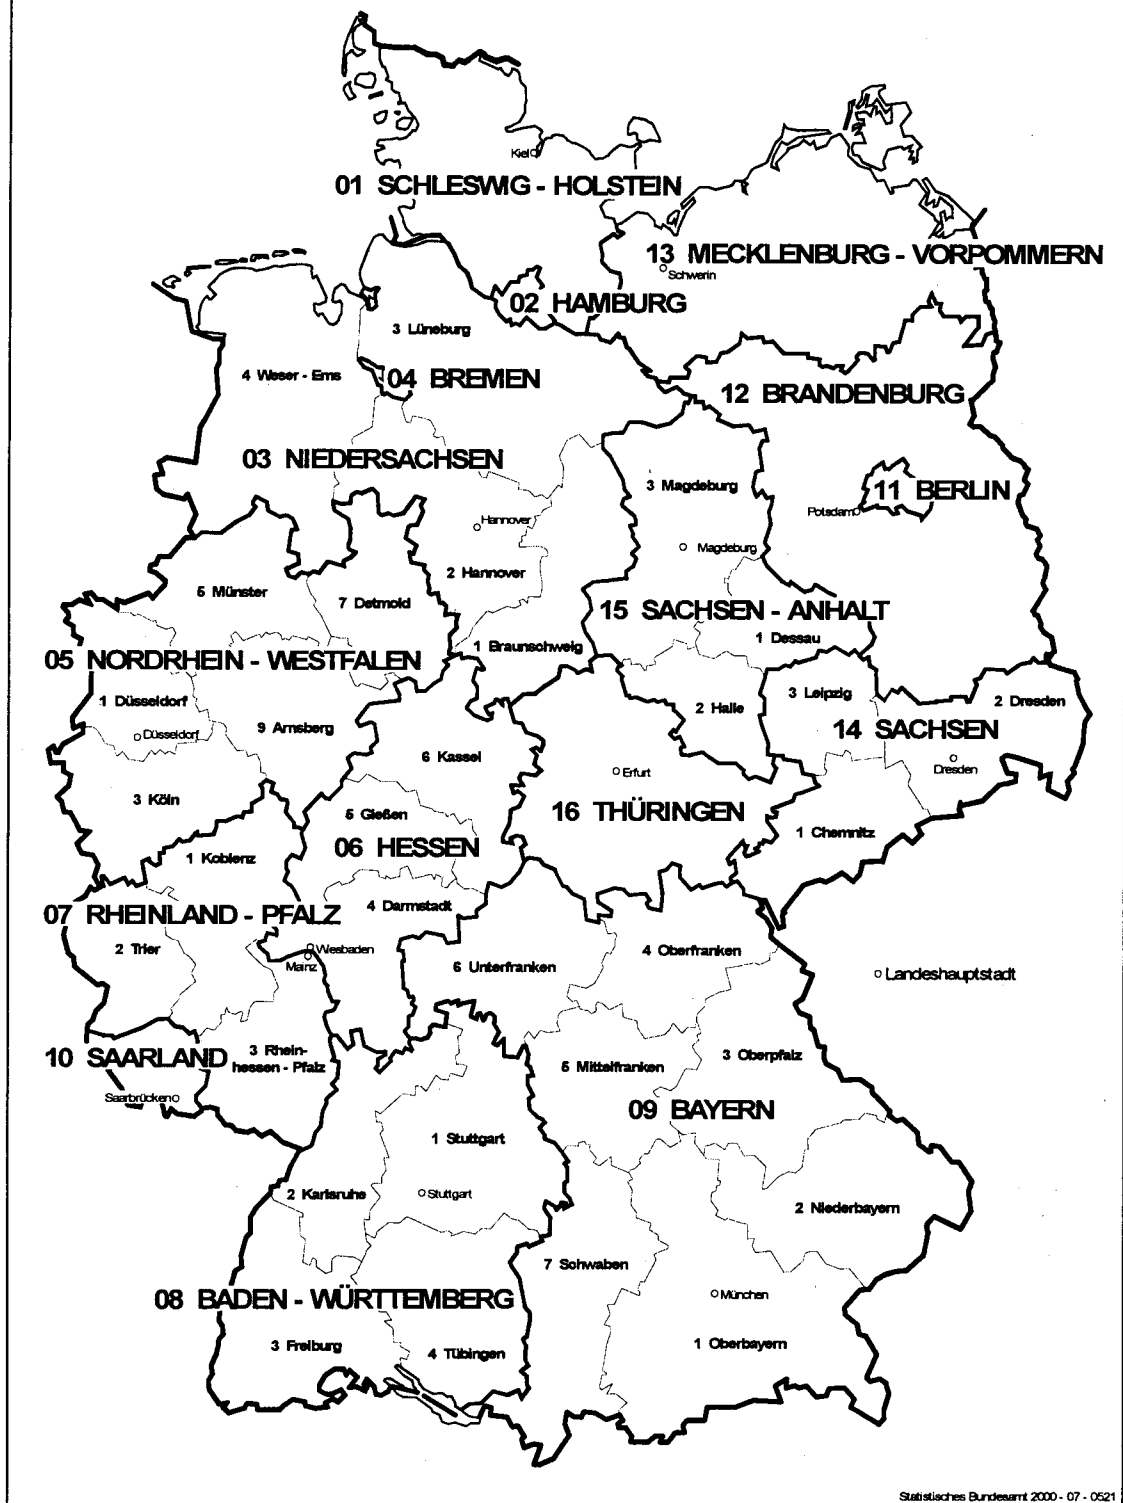 Kiel
01 SCHLESWIG - HOLSTEIN
13 MECKLENBURG - VORPOMMERN
Schwerin
02 HAMBURG
3 Lüneburg
4 Weser - Ems
04 BREMEN
12 BRANDENBURG
03 NIEDERSACHSEN
3 Magdeburg
11 BERLIN
Potsdam
Hannover
Magdeburg
2 Hannover
5 Münster
7 Detmold
15 SACHSEN - ANHALT
1 Dessau
1 Braunschweig
05 NORDRHEIN - WESTFALEN
1 Düsseldorf
3 Leipzig
2 Dresden
2 Halle
9 Arnsberg
14 SACHSEN
Düsseldorf
6 Kassel
Erfurt
Dresden
3 Köln
5 Gießen
16 THÜRINGEN
1 Chemnitz
06 HESSEN
1 Koblenz
4 Darmstadt
07 RHEINLAND - PFALZ
2 Trier
Wiesbaden
Mainz
4 Oberfranken
6 Unterfranken
Landeshauptstadt
10 SAARLAND
3 Rhein-
hessen - Pfalz
3 Oberpfalz
5 Mittelfranken
Saarbrücken
09 BAYERN
1 Stuttgart
2 Karlsruhe
Stuttgart
2 Niederbayern
7 Schwaben
08 BADEN - WÜRTTEMBERG
München
3 Freiburg
4 Tübingen
1 Oberbayern
Statistisches Bundesamt 2000 - 07 - 0521